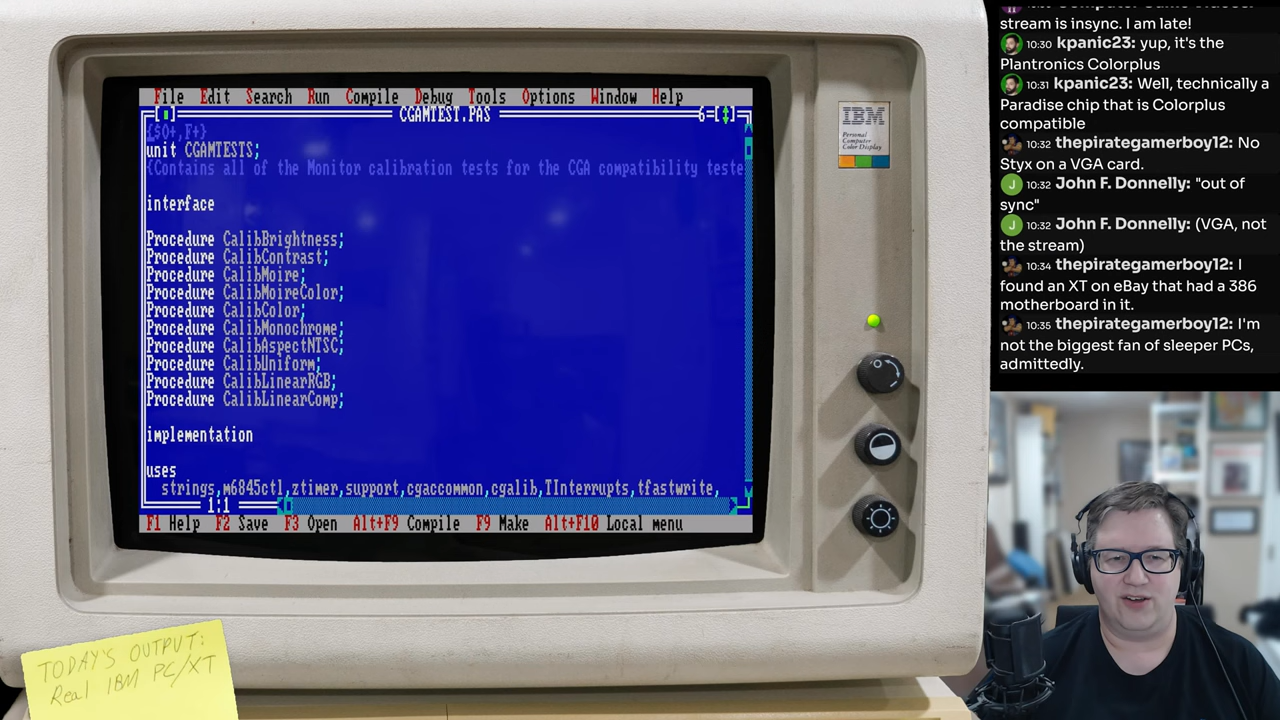 File Edit Search Run Compile Debug Tools Options Window Help
CGAMTEST.PAS 6
{$O+,F+}
unit CGAMTESTS;
{Contains all of the Monitor calibration tests for the CGA compatibility teste
interface
Procedure CalibBrightness;
Procedure CalibContrast;
Procedure CalibMoire;
Procedure CalibMoireColor;
Procedure CalibColor;
Procedure CalibMonochrome;
Procedure CalibAspectNTSC;
Procedure CalibUniform;
Procedure CalibLinearRGB;
Procedure CalibLinearComp;
implementation
uses
strings,m6845ctl,ztimer,support,cgaccommon,cgalib,TInterrupts,tfastwrite,
1:1
F1 Help F2 Save F3 Open Alt+F9 Compile F9 Make Alt+F10 Local menu
IBM
Personal
Computer
Color Display
TODAY'S OUTPUT:
Real IBM PC/XT
stream is insync. I am late!
10:30 kpanic23: yup, it's the
Plantronics Colorplus
10:31 kpanic23: Well, technically a
Paradise chip that is Colorplus
compatible
10:32 thepirategamerboy12: No
Styx on a VGA card.
J 10:32 John F. Donnelly: "out of
sync"
J 10:32 John F. Donnelly: (VGA, not
the stream)
10:34 thepirategamerboy12: I
found an XT on eBay that had a 386
motherboard in it.
10:35 thepirategamerboy12: I'm
not the biggest fan of sleeper PCs,
admittedly.